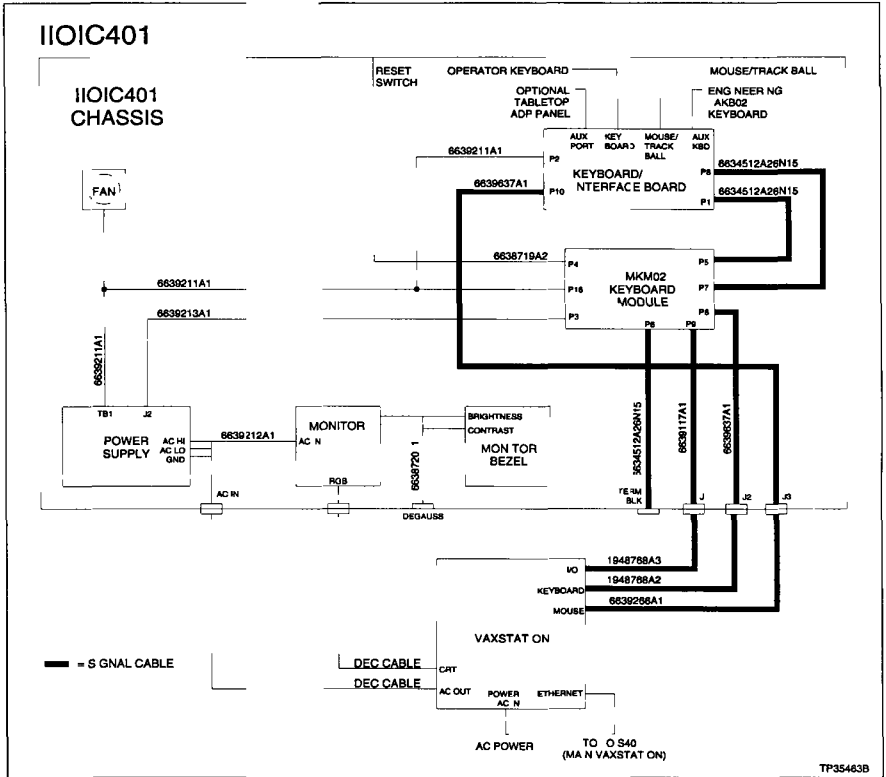 IIOIC401
IIOIC401
CHASSIS
RESET
SWITCH
OPERATOR KEYBOARD
MOUSE/TRACK BALL
OPTIONAL
TABLETOP
ADP PANEL
ENG NEER NG
AKB02
KEYBOARD
AUX
PORT
KEY
BOARD
MOUSE/
TRACK
BALL
AUX
KBD
6639211A1
P2
6639637A1
P10
KEYBOARD/
NTERFACE BOARD
P6
6634512A26N15
6634512A26N15
P1
FAN
6638719A2
P4
P5
MKM02
KEYBOARD
MODULE
6639211A1
P16
P7
6639213A1
P3
P8
P6
P9
6639211A1
TB1
J2
POWER
SUPPLY
AC HI
AC LO
GND
6639212A1
MONITOR
AC N
RGB
BRIGHTNESS
CONTRAST
MON TOR
BEZEL
6638720 1
6634512A26N15
6639117A1
6639637A1
AC IN
DEGAUSS
TERM
BLK
J
J2
J3
I/O
1948768A3
KEYBOARD
1948768A2
MOUSE
6639266A1
VAXSTAT ON
= S GNAL CABLE
DEC CABLE
CRT
DEC CABLE
AC OUT
POWER
AC N
ETHERNET
AC POWER
TO O S40
(MA N VAXSTAT ON)
TP35463B